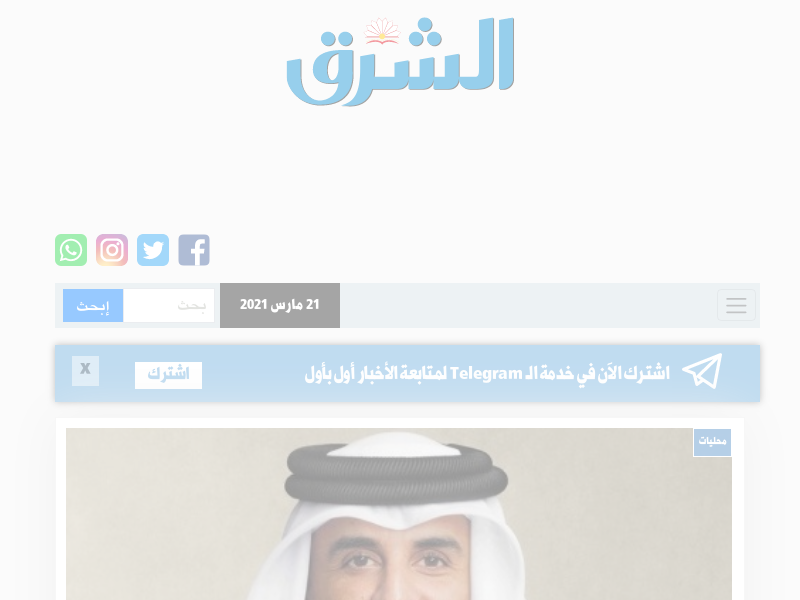 الشرق
21 مارس 2021
بحث
إبحث
اشترك الآن في خدمة الـ Telegram لمتابعة الأخبار أول بأول
اشترك
X
محليات